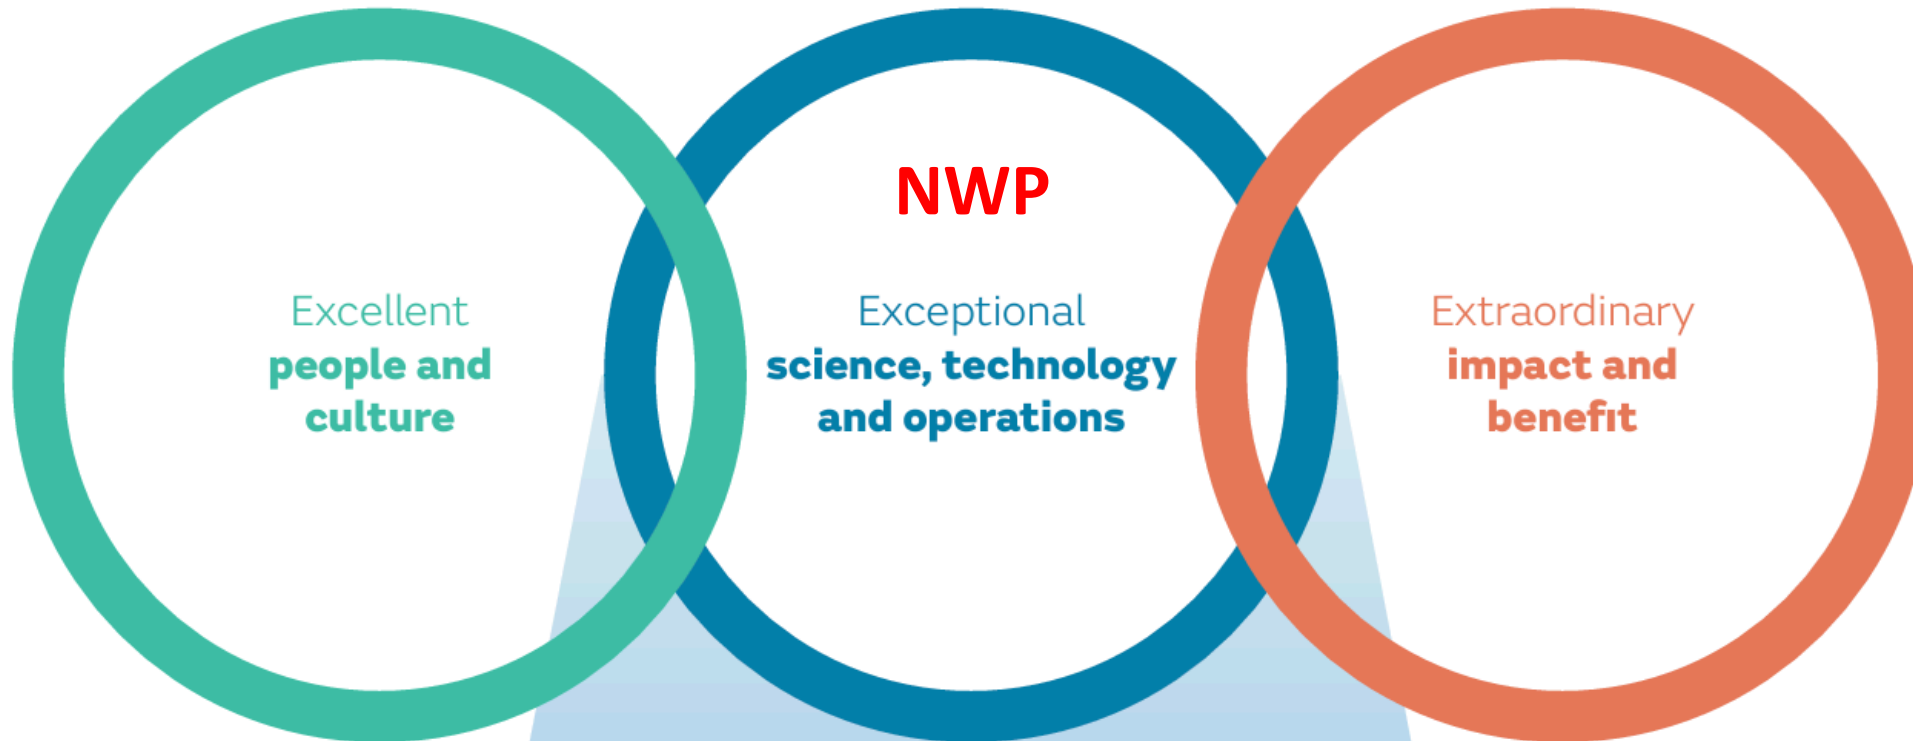 NWP
Excellent
people and
culture
Exceptional
science, technology
and operations
Extraordinary
impact and
benefit